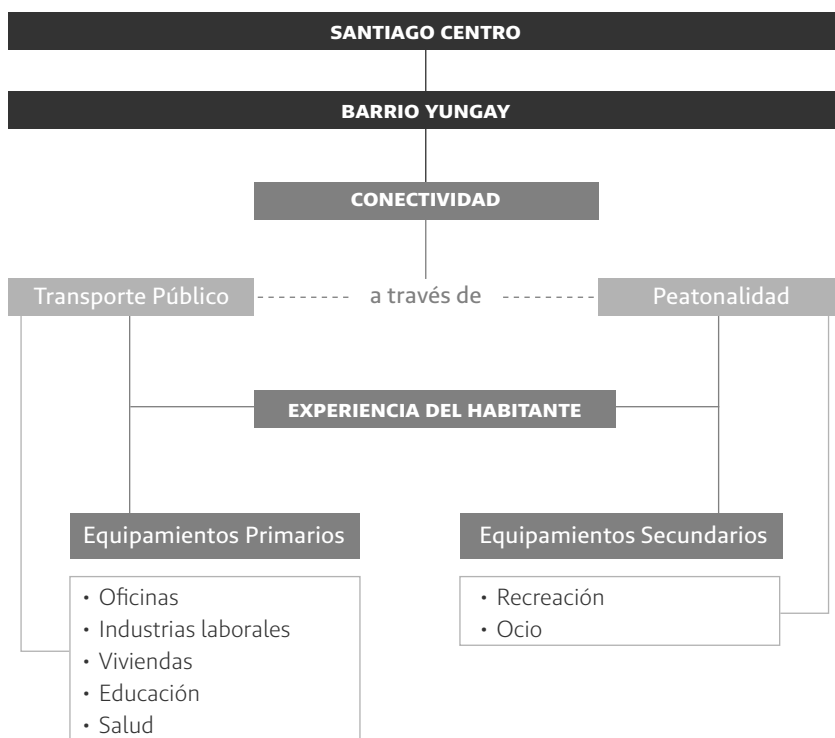 SANTIAGO CENTRO
BARRIO YUNGAY
CONECTIVIDAD
Transporte Público ---------- a través de ---------- Peatonalidad
EXPERIENCIA DEL HABITANTE
Equipamientos Primarios
• Oficinas
• Industrias laborales
• Viviendas
• Educación
• Salud
Equipamientos Secundarios
• Recreación
• Ocio